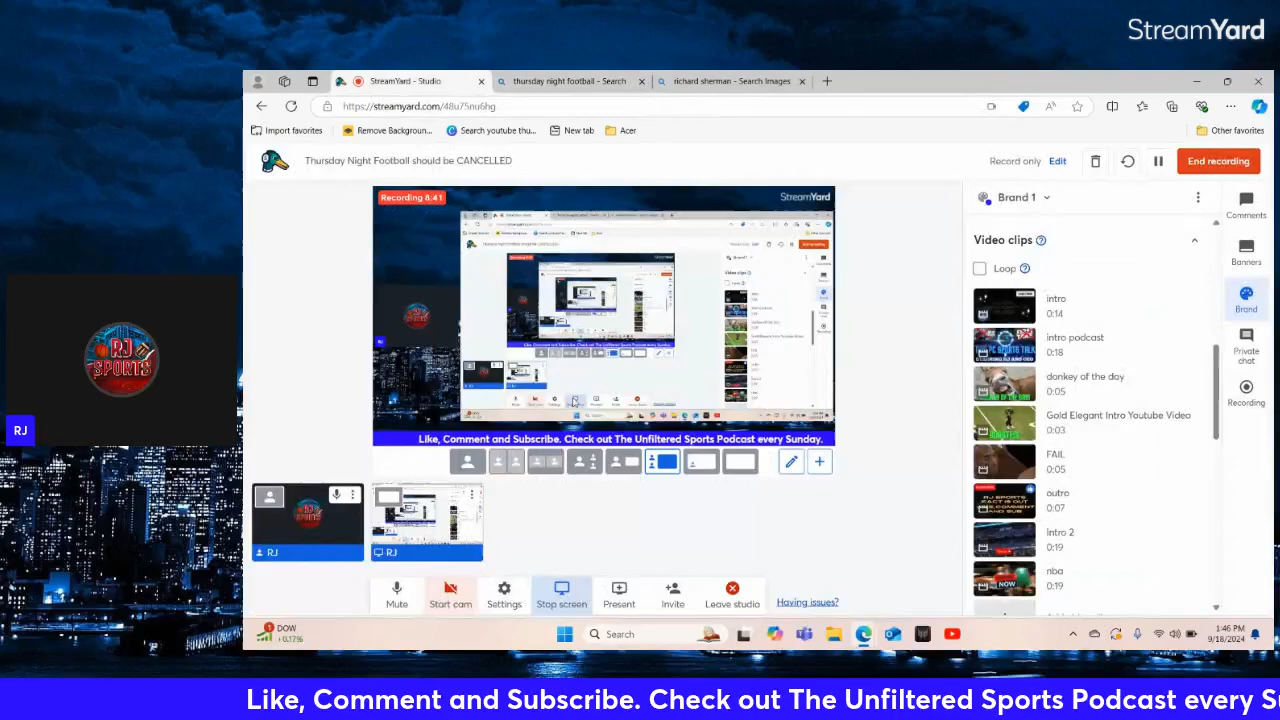 StreamYard
StreamYard - Studio
thursday night football - Search
richard sherman - Search Images
https://streamyard.com/48u75nu6hg
Import favorites
Remove Backgroun...
Search youtube thu...
New tab
Acer
Other favorites
Thursday Night Football should be CANCELLED
Record only
Edit
End recording
Recording 8:41
StreamYard
Like, Comment and Subscribe. Check out The Unfiltered Sports Podcast every Sunday.
Brand 1
Video clips
Loop
intro
0:14
intro podcast
0:18
donkey of the day
0:05
Gold Elegant Intro Youtube Video
0:03
FAIL
0:05
outro
0:07
Intro 2
0:19
nba
0:19
Comments
Banners
Brand
Private
chat
Recording
RJ
SPORTS
RJ
RJ
RJ
Mute
Start cam
Settings
Stop screen
Present
Invite
Leave studio
Having issues?
DOW
+0.17%
Search
1:46 PM
9/18/2024
Like, Comment and Subscribe. Check out The Unfiltered Sports Podcast every S